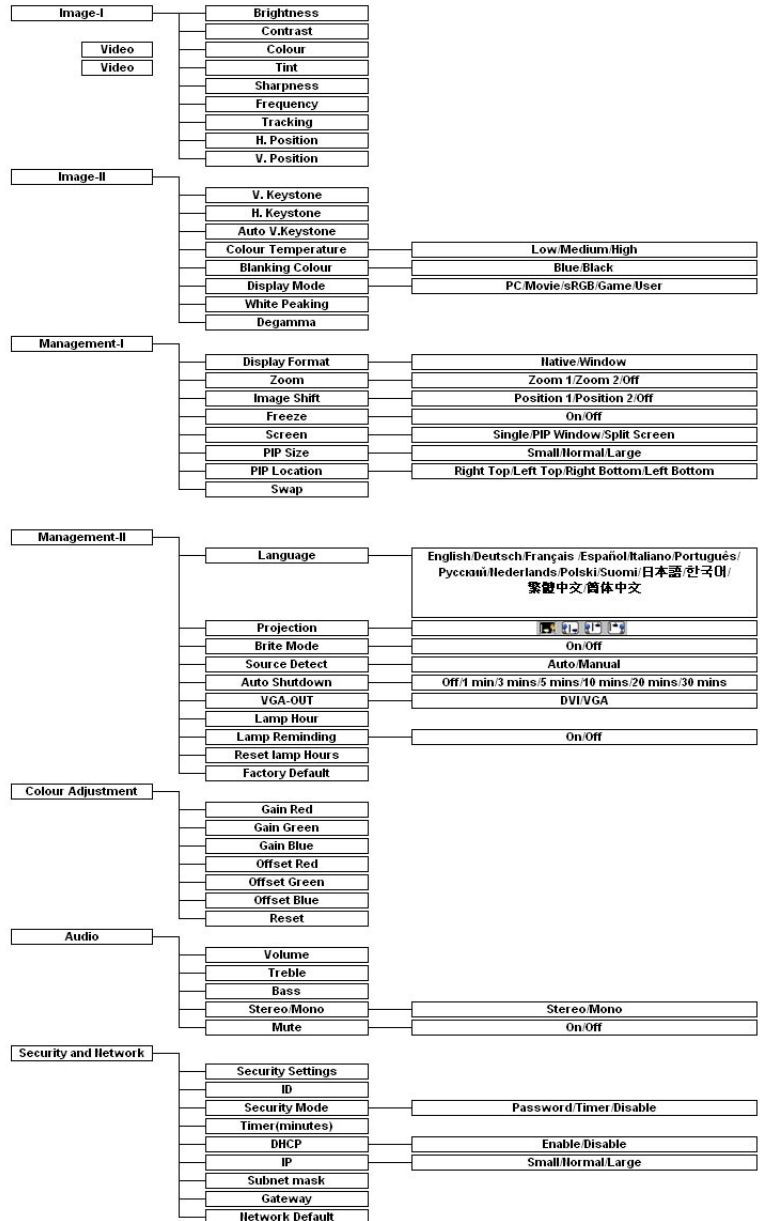 Image-I Brightness
Contrast
Video Colour
Video Tint
Sharpness
Frequency
Tracking
H. Position
V. Position
Image-II
V. Keystone
H. Keystone
Auto V.Keystone
Colour Temperature Low/Medium/High
Blanking Colour Blue/Black
Display Mode PC/Movie/sRGB/Game/User
White Peaking
Degamma
Management-I
Display Format Native/Window
Zoom Zoom 1/Zoom 2/Off
Image Shift Position 1/Position 2/Off
Freeze On/Off
Screen Single/PIP Window/Split Screen
PIP Size Small/Normal/Large
PIP Location Right Top/Left Top/Right Bottom/Left Bottom
Swap
Management-II
Language English/Deutsch/Français /Español/Italiano/Português/
Русский/Nederlands/Polski/Suomi/日本語/한국어/
繁體中文/简体中文
Projection
Brite Mode On/Off
Source Detect Auto/Manual
Auto Shutdown Off/1 min/3 mins/5 mins/10 mins/20 mins/30 mins
VGA-OUT DVI/VGA
Lamp Hour
Lamp Reminding On/Off
Reset lamp Hours
Factory Default
Colour Adjustment
Gain Red
Gain Green
Gain Blue
Offset Red
Offset Green
Offset Blue
Reset
Audio
Volume
Treble
Bass
Stereo/Mono Stereo/Mono
Mute On/Off
Security and Network
Security Settings
ID
Security Mode Password/Timer/Disable
Timer(minutes)
DHCP Enable/Disable
IP Small/Normal/Large
Subnet mask
Gateway
Network Default